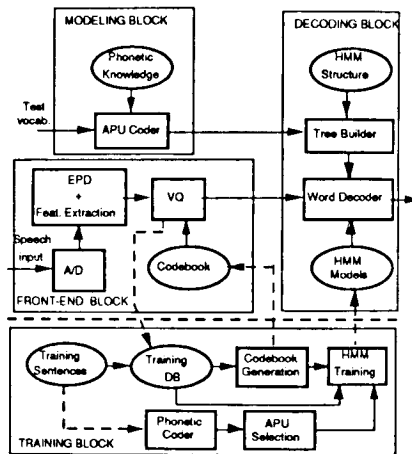 MODELING BLOCK
Phonetic
Knowledge
Test
vocab.
APU Coder
DECODING BLOCK
HMM
Structure
Tree Builder
Word Decoder
HMM
Models
EPD
+
Feat. Extraction
VQ
Speech
input
A/D
Codebook
FRONT-END BLOCK
Training
Sentences
Training
DB
Codebook
Generation
HMM
Training
Phonetic
Coder
APU
Selection
TRAINING BLOCK